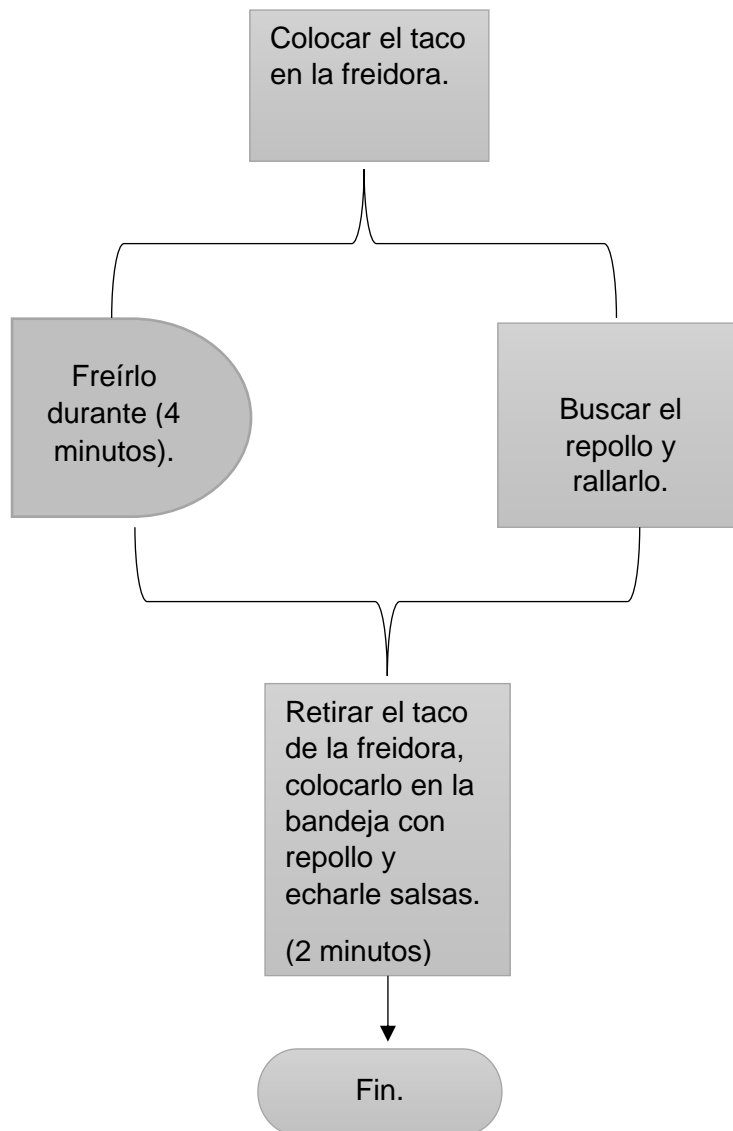 Colocar el taco
en la freidora.
Freírlo
durante (4
minutos).
Buscar el
repollo y
rallarlo.
Retirar el taco
de la freidora,
colocarlo en la
bandeja con
repollo y
echarle salsas.
(2 minutos)
Fin.